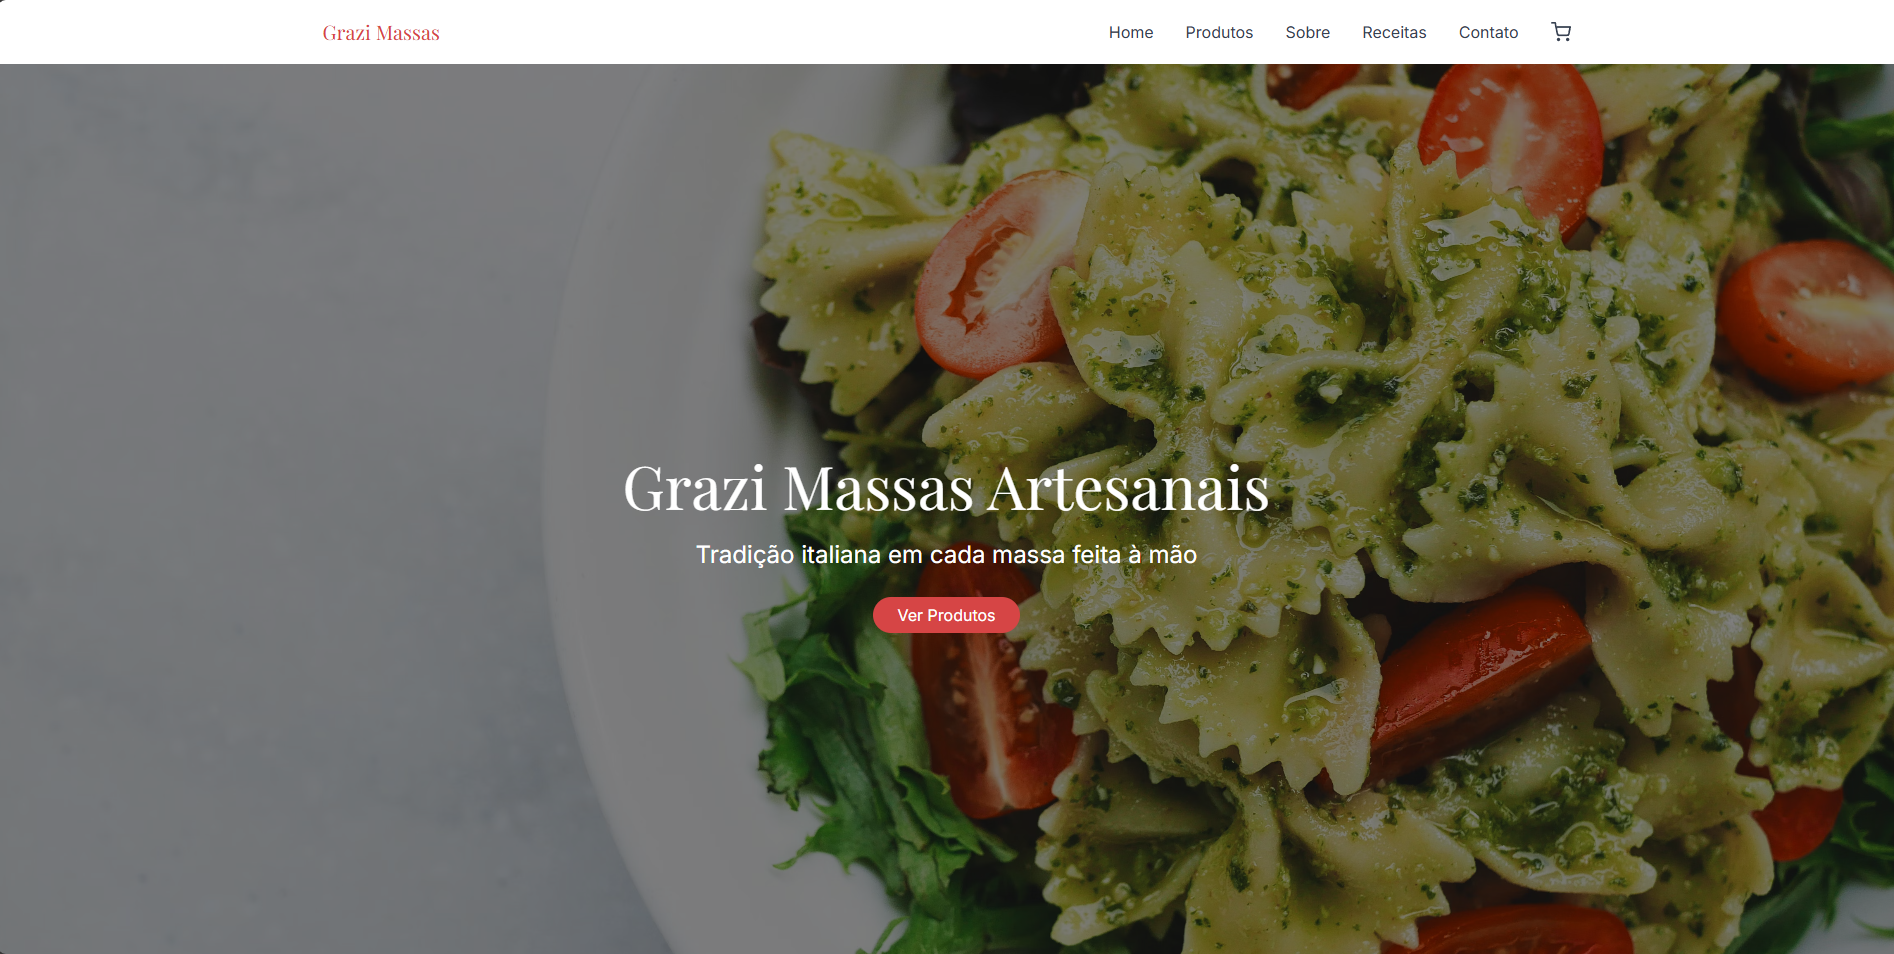 Grazi Massas
Home Produtos Sobre Receitas Contato
Grazi Massas Artesanais
Tradição italiana em cada massa feita à mão
Ver Produtos